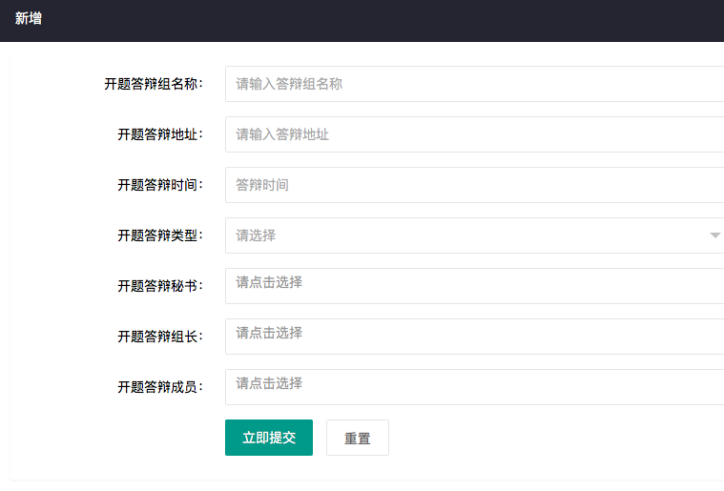 新增
开题答辩组名称： 请输入答辩组名称
开题答辩地址： 请输入答辩地址
开题答辩时间： 答辩时间
开题答辩类型： 请选择
开题答辩秘书： 请点击选择
开题答辩组长： 请点击选择
开题答辩成员： 请点击选择
立即提交 重置